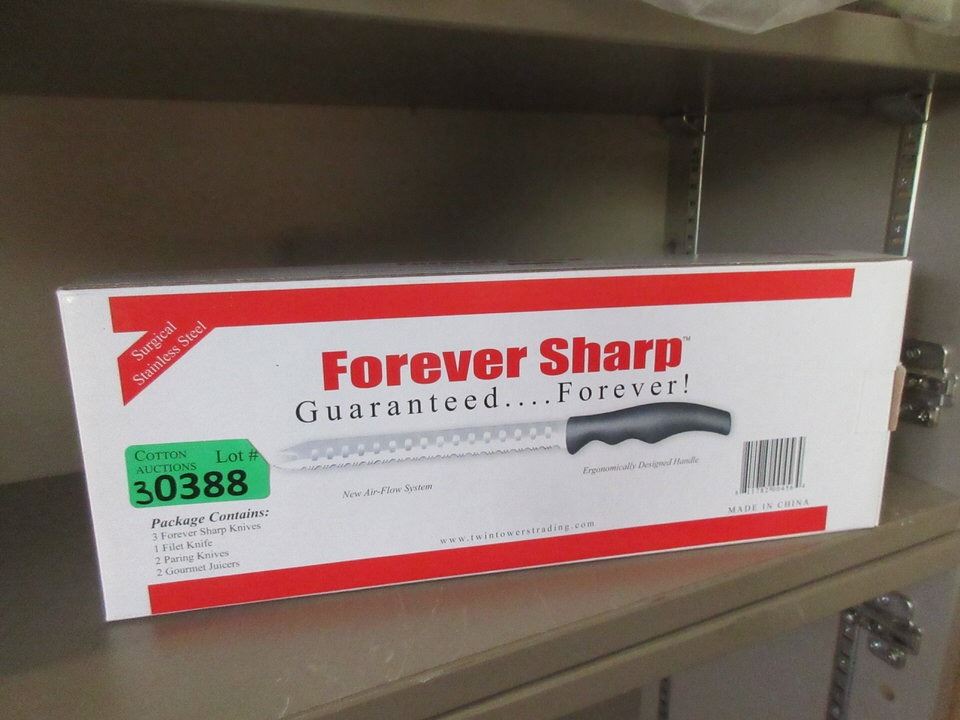 Surgical
Stainless Steel
Forever Sharp™
Guaranteed....Forever!
COTTON
AUCTIONS
Lot #
30388
New Air-Flow System
Ergonomically Designed Handle
Package Contains:
3 Forever Sharp Knives
1 Filet Knife
2 Paring Knives
2 Gourmet Juicers
MADE IN CHINA
www.twintowerstrading.com